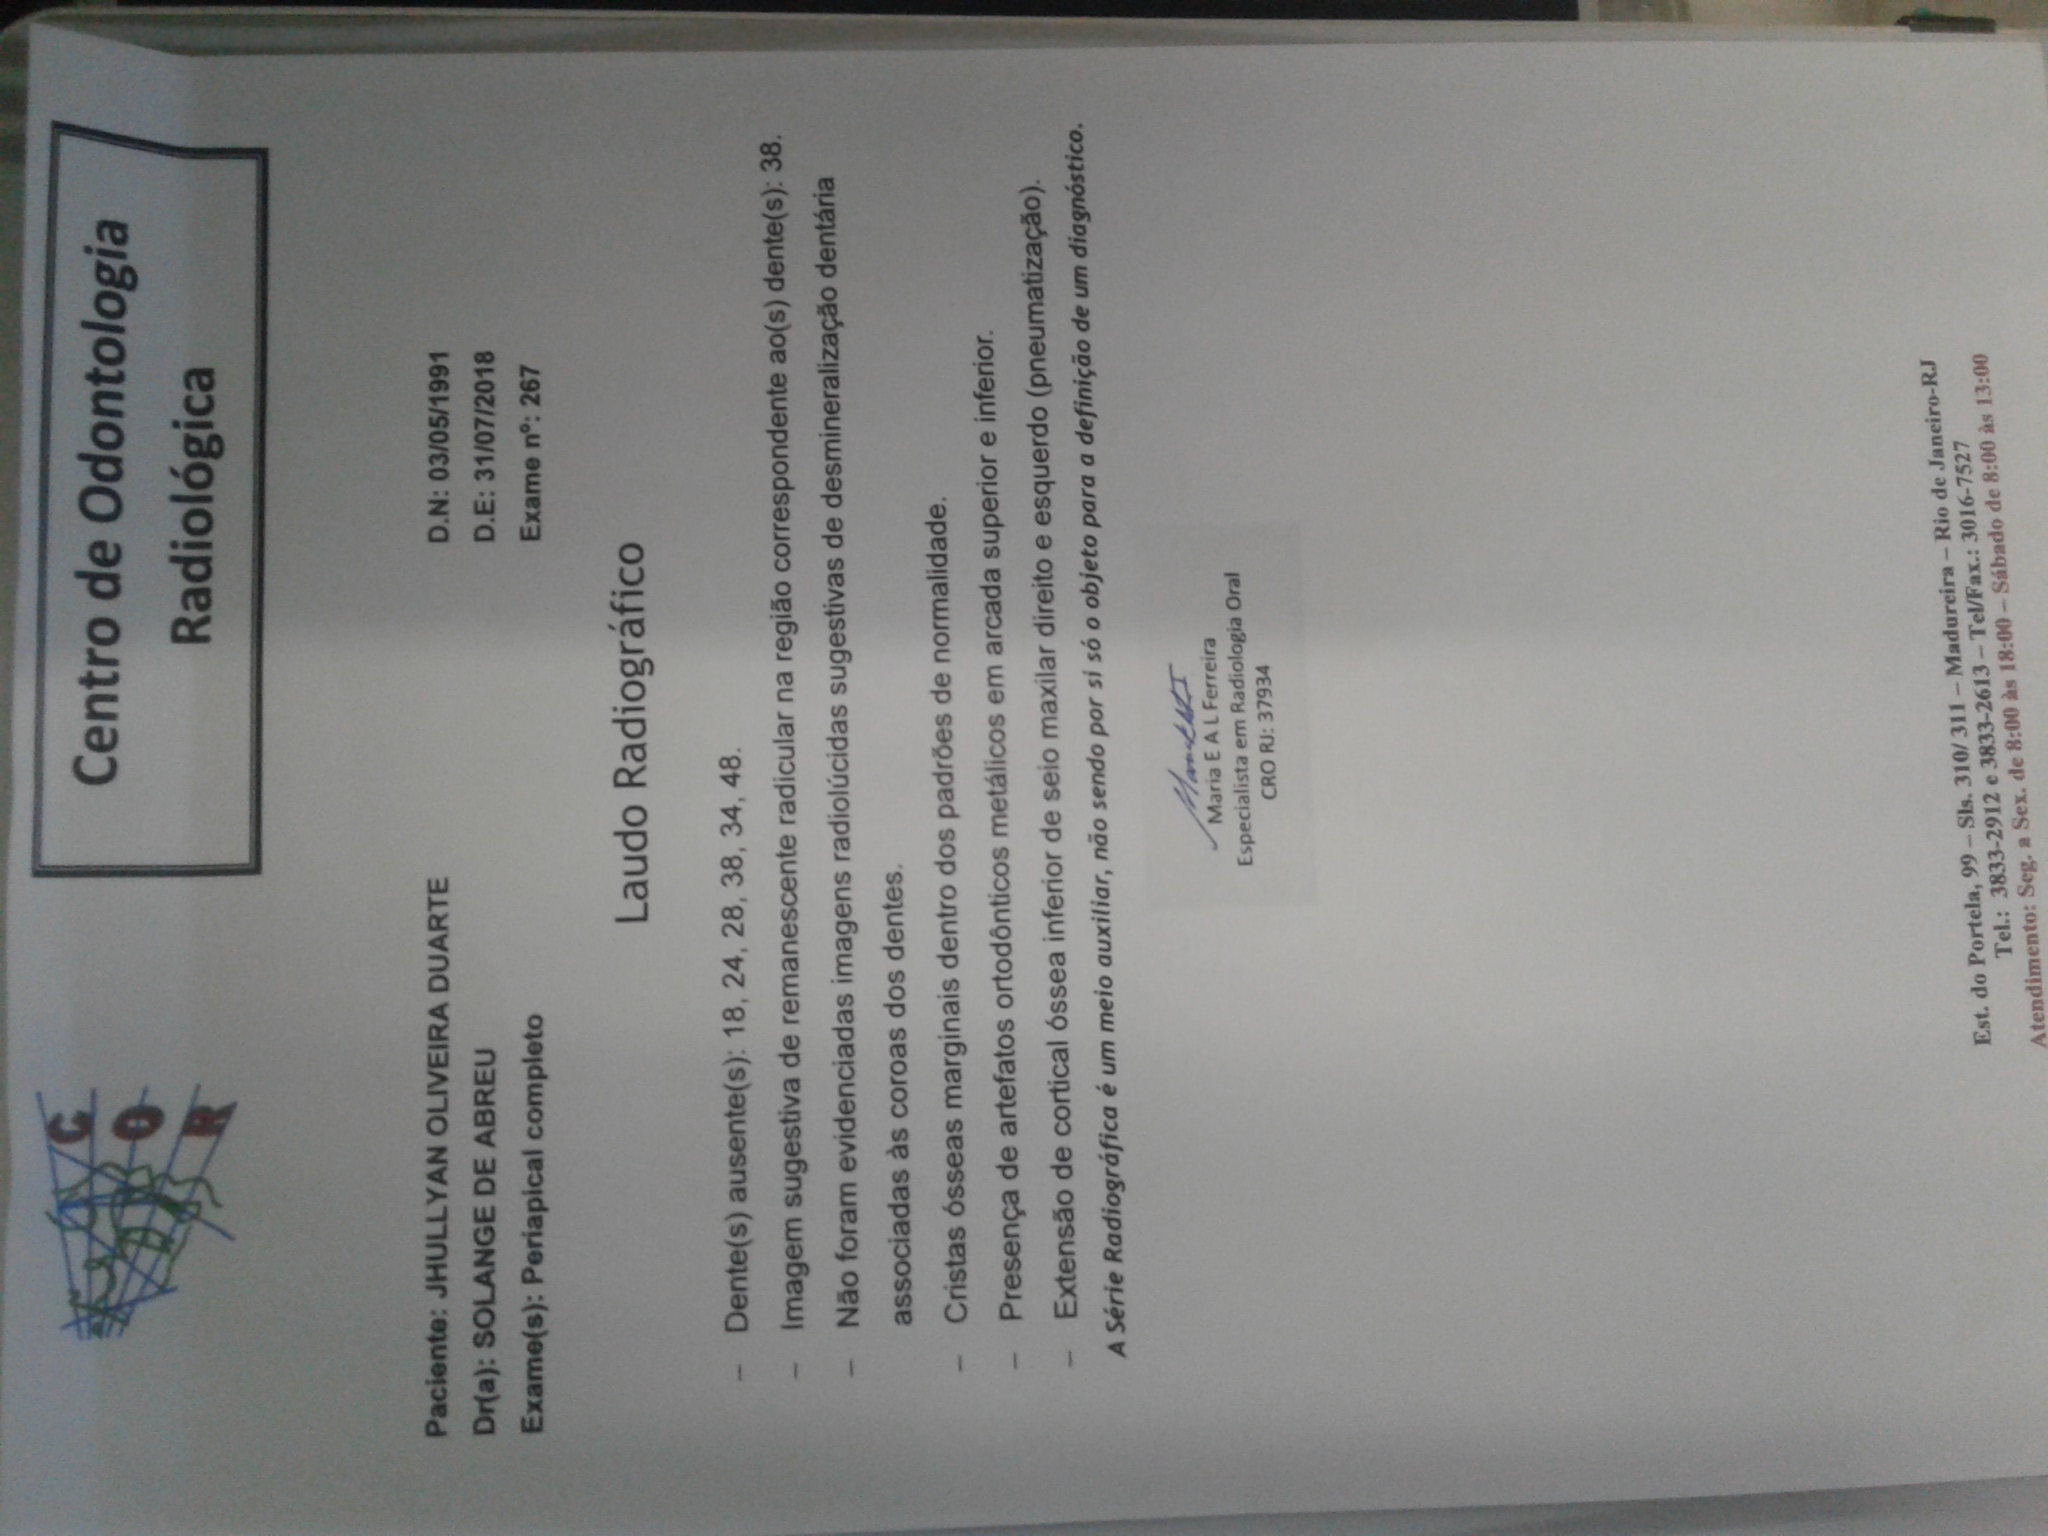 C
O
R
Centro de Odontologia
Radiológica
Paciente: JHULLYAN OLIVEIRA DUARTE D.N: 03/05/1991
Dr(a): SOLANGE DE ABREU D.E: 31/07/2018
Exame(s): Periapical completo Exame nº: 267
Laudo Radiográfico
– Dente(s) ausente(s): 18, 24, 28, 38, 34, 48.
– Imagem sugestiva de remanescente radicular na região correspondente ao(s) dente(s): 38.
– Não foram evidenciadas imagens radiolúcidas sugestivas de desmineralização dentária
associadas às coroas dos dentes.
– Cristas ósseas marginais dentro dos padrões de normalidade.
– Presença de artefatos ortodônticos metálicos em arcada superior e inferior.
– Extensão de cortical óssea inferior de seio maxilar direito e esquerdo (pneumatização).
A Série Radiográfica é um meio auxiliar, não sendo por si só o objeto para a definição de um diagnóstico.
Maria E A L Ferreira
Especialista em Radiologia Oral
CRO RJ: 37934
Est. do Portela, 99 – Sls. 310/ 311 – Madureira – Rio de Janeiro-RJ
Tel.: 3833-2912 e 3833-2613 – Tel/Fax.: 3016-7527
Atendimento: Seg. a Sex. de 8:00 às 18:00 – Sábado de 8:00 às 13:00